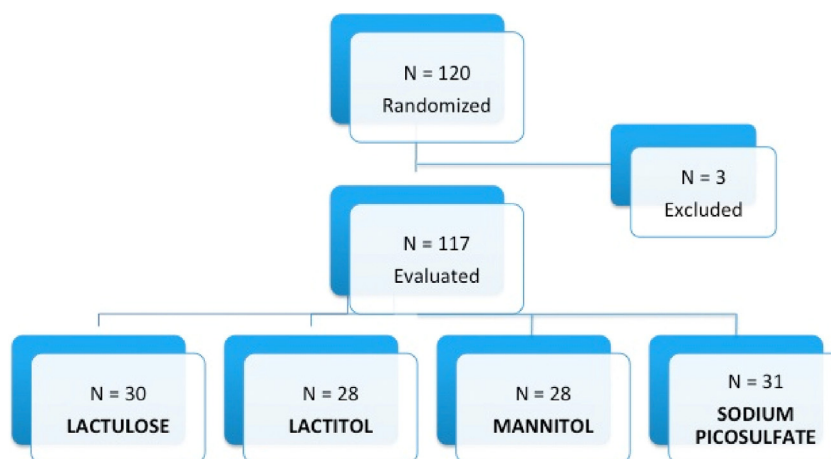 N = 120
Randomized
N = 3
Excluded
N = 117
Evaluated
N = 30
LACTULOSE
N = 28
LACTITOL
N = 28
MANNITOL
N = 31
SODIUM
PICOSULFATE